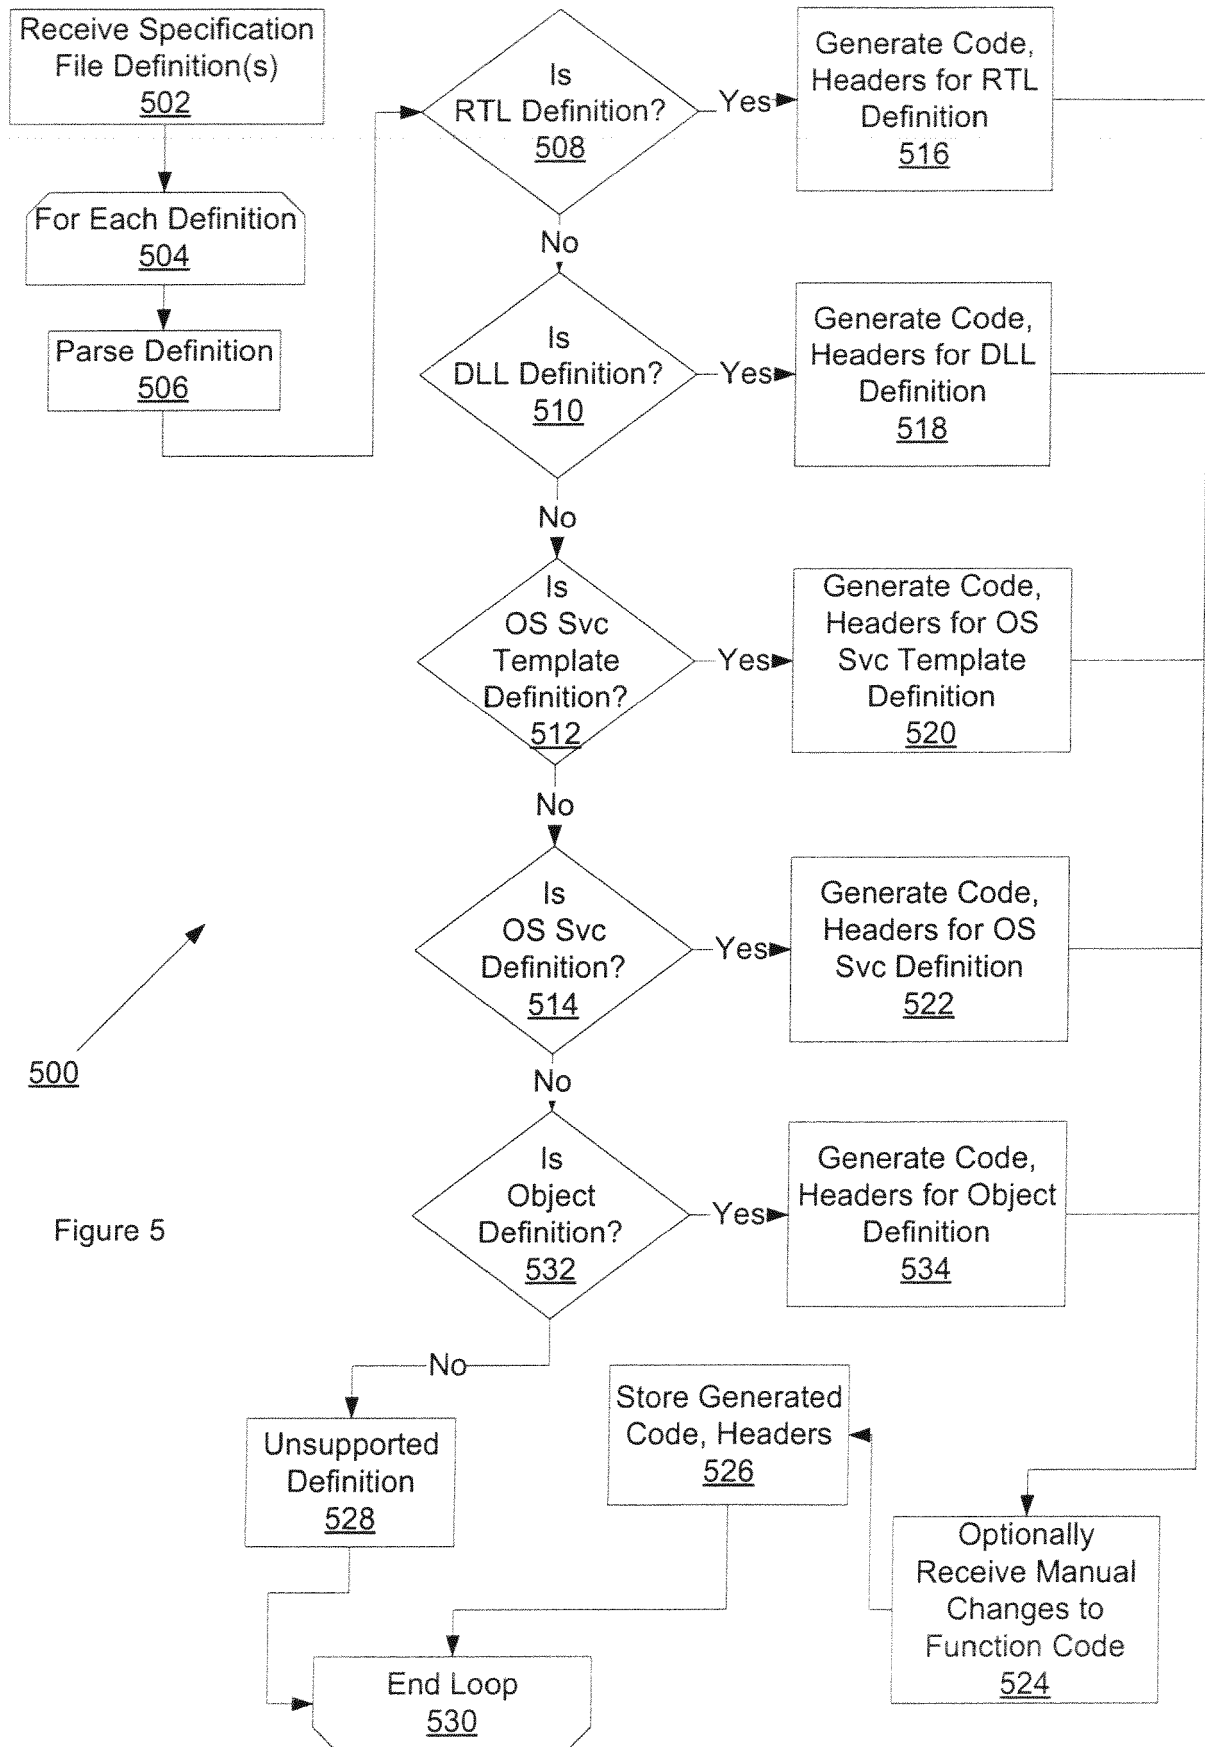 Receive Specification
File Definition(s)
502
For Each Definition
504
Parse Definition
506
Is
RTL Definition?
508
Yes
Generate Code,
Headers for RTL
Definition
516
No
Is
DLL Definition?
510
Yes
Generate Code,
Headers for DLL
Definition
518
No
Is
OS Svc
Template
Definition?
512
Yes
Generate Code,
Headers for OS
Svc Template
Definition
520
No
Is
OS Svc
Definition?
514
Yes
Generate Code,
Headers for OS
Svc Definition
522
500
No
Is
Object
Definition?
532
Yes
Generate Code,
Headers for Object
Definition
534
Figure 5
No
Unsupported
Definition
528
Store Generated
Code, Headers
526
Optionally
Receive Manual
Changes to
Function Code
524
End Loop
530